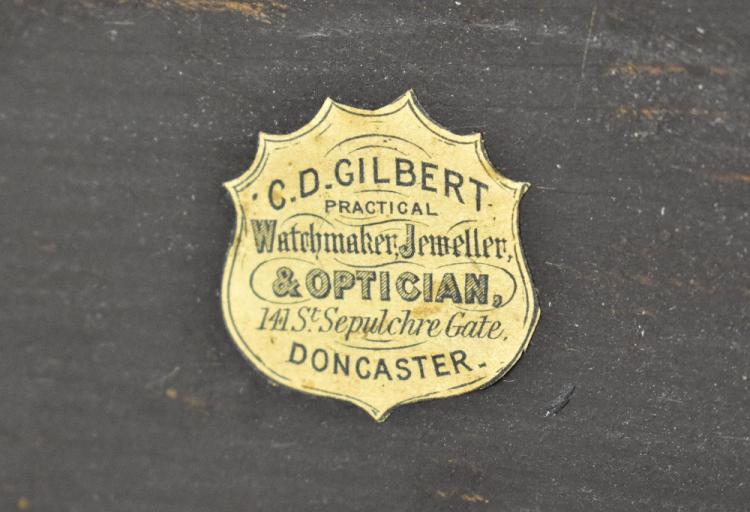 C.D. GILBERT.
PRACTICAL
Watchmaker, Jeweller,
& OPTICIAN,
141 St. Sepulchre Gate,
DONCASTER.